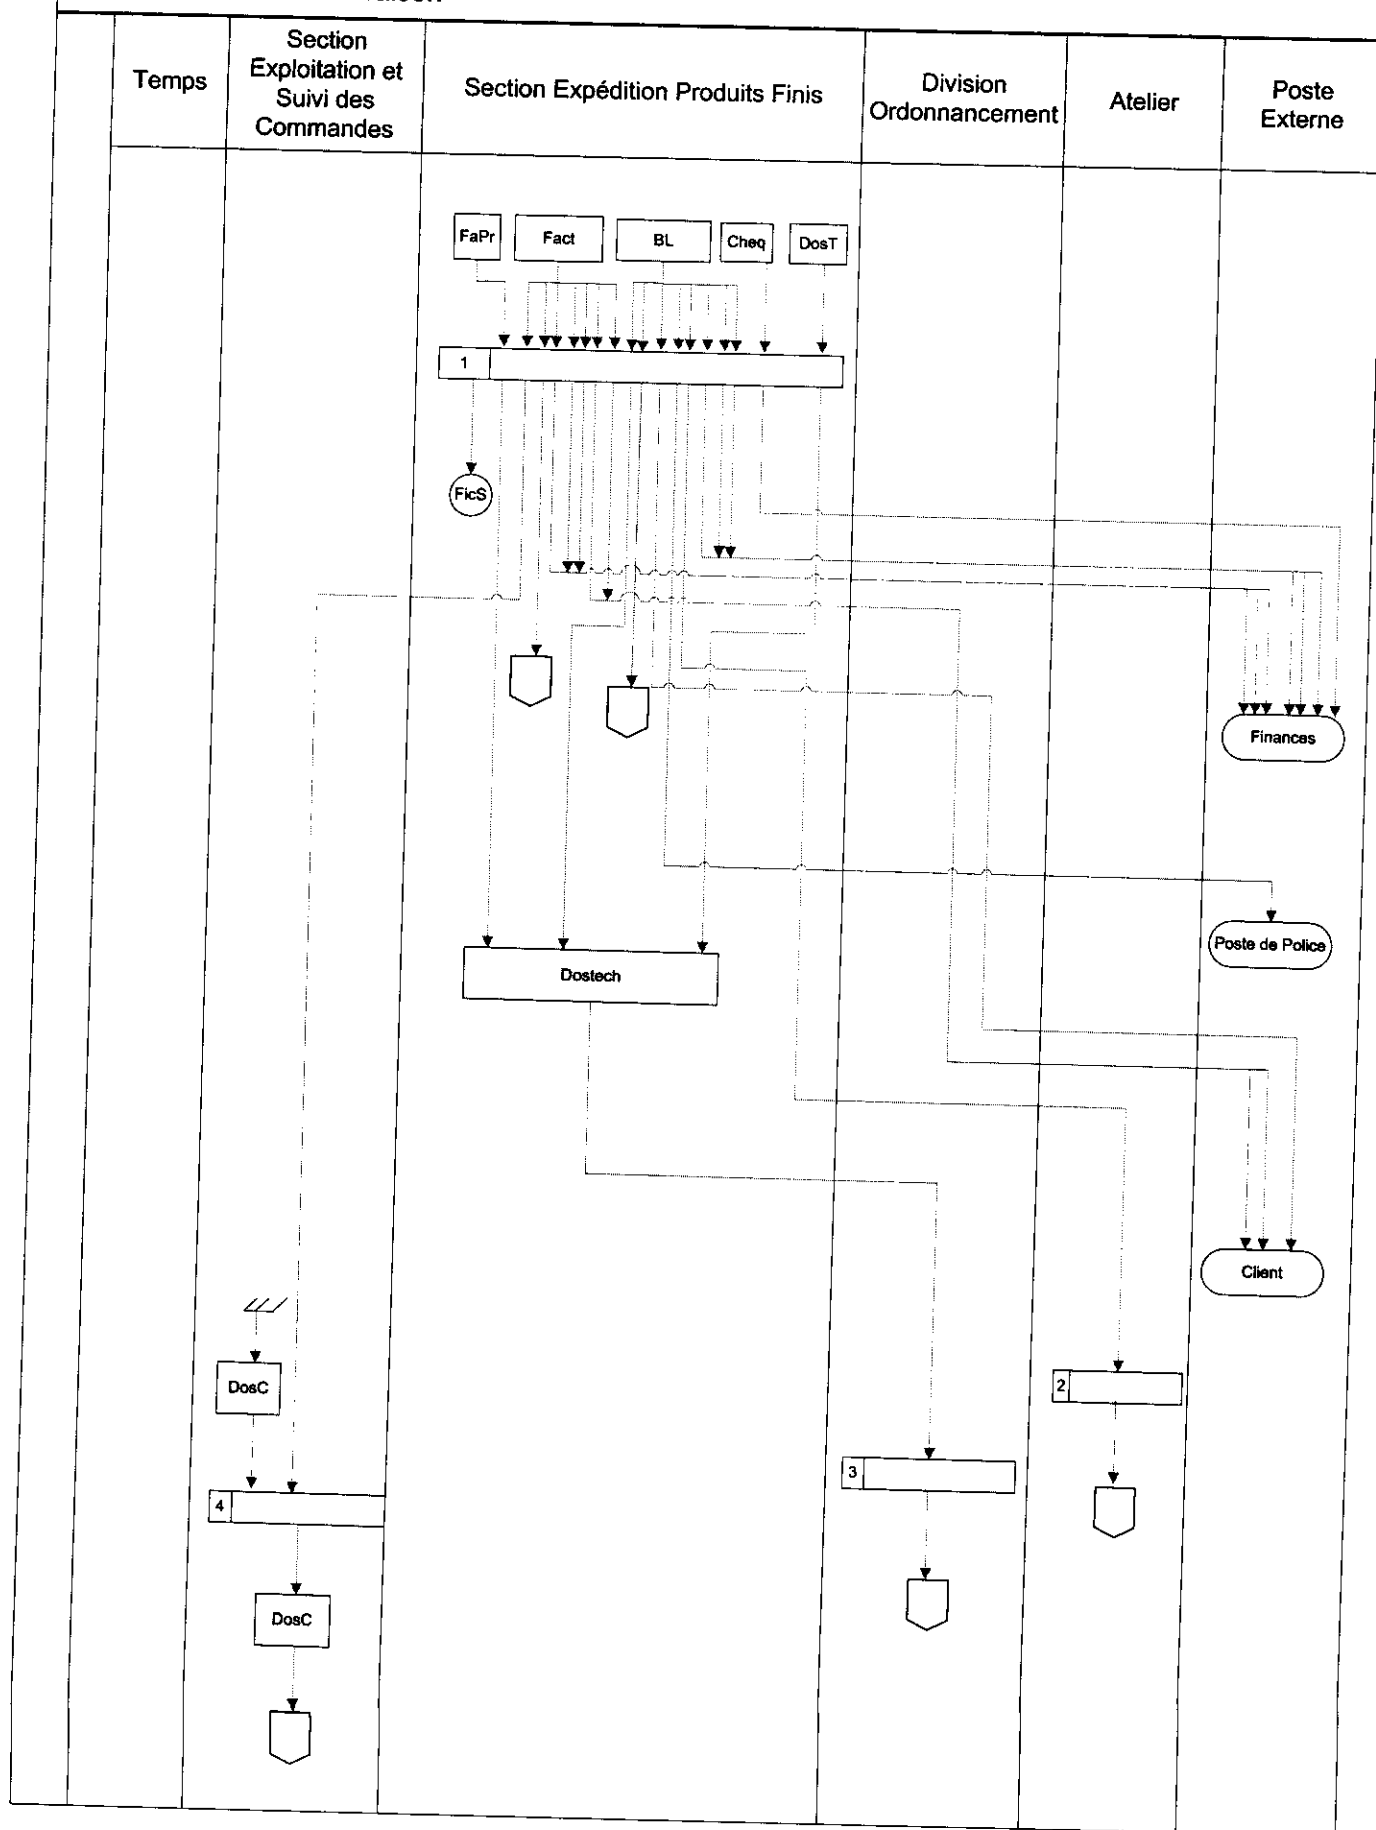 Temps
Section
Exploitation et
Suivi des
Commandes
Section Expédition Produits Finis
Division
Ordonnancement
Atelier
Poste
Externe
FaPr
Fact
BL
Cheq
DosT
1
FicS
Finances
Poste de Police
Dostech
Client
DosC
2
3
4
DosC